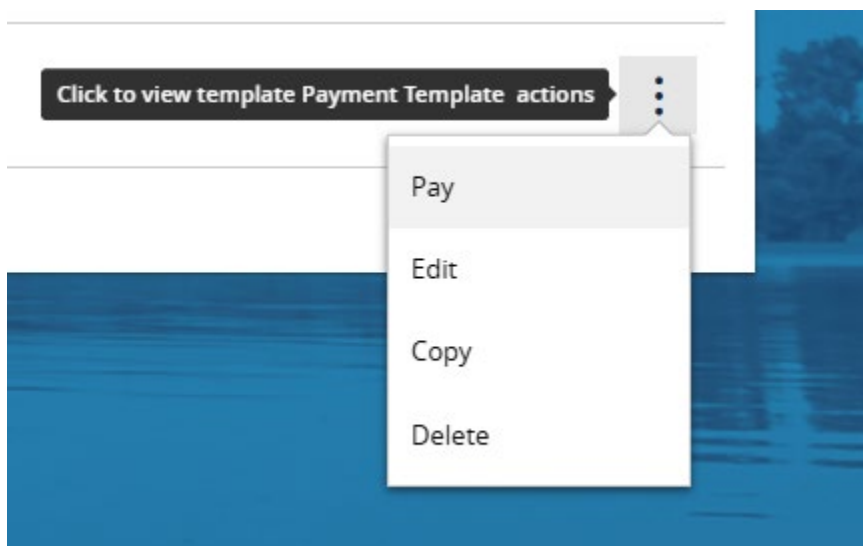 Click to view template Payment Template  actions
Pay
Edit
Copy
Delete